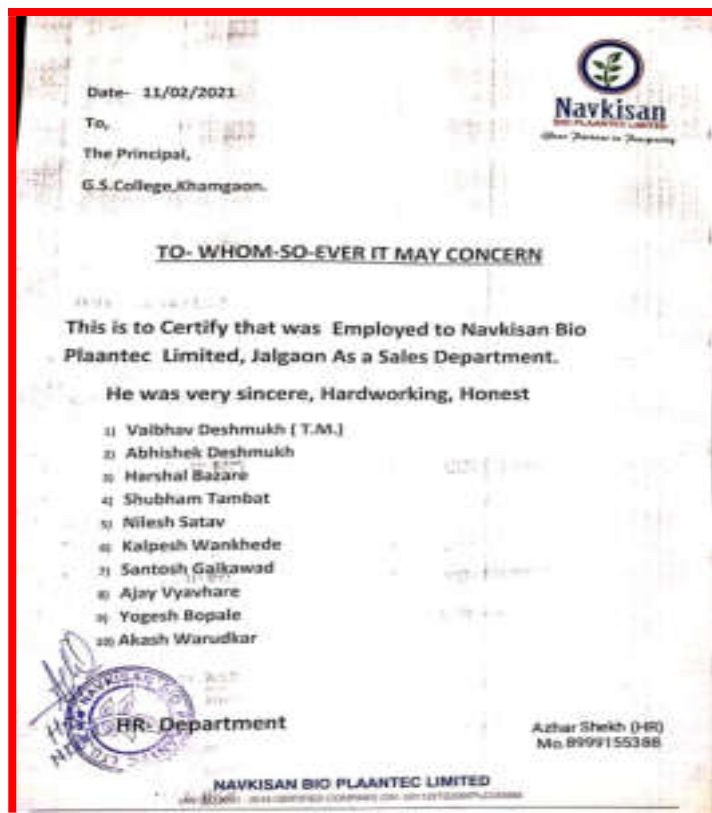 Date- 11/02/2021
Navkisan
BIO PLAANTEC LIMITED
To,
The Principal,
G.S.College,Khamgaon.
TO- WHOM-SO-EVER IT MAY CONCERN
This is to Certify that was Employed to Navkisan Bio
Plaantec Limited, Jalgaon As a Sales Department.
He was very sincere, Hardworking, Honest
1) Vaibhav Deshmukh ( T.M.)
2) Abhishek Deshmukh
3) Harshal Bazare
4) Shubham Tambat
5) Nilesh Satav
6) Kalpesh Wankhede
7) Santosh Gaikawad
8) Ajay Vyavhare
9) Yogesh Bopale
10) Akash Warudkar
NAVKISAN BIO
HR- Department
Azhar Shekh (HR)
Mo.8999155388
NAVKISAN BIO PLAANTEC LIMITED